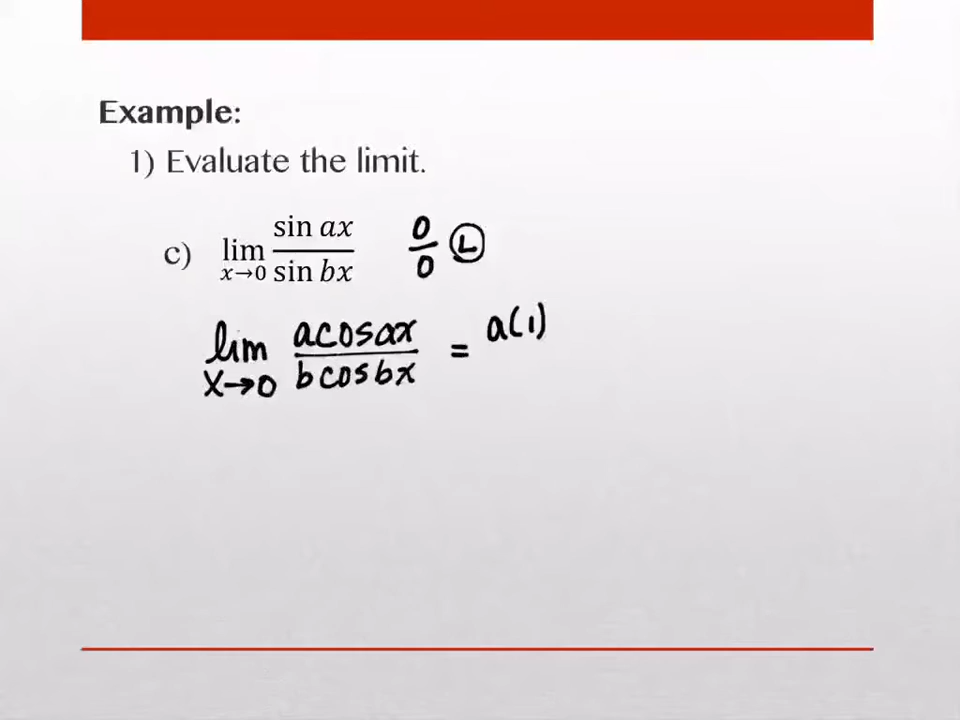 Example:
1) Evaluate the limit.
c) lim x→0 sin ax / sin bx 0/0 Ⓛ
lim x→0 acosax / bcosbx = a(1)